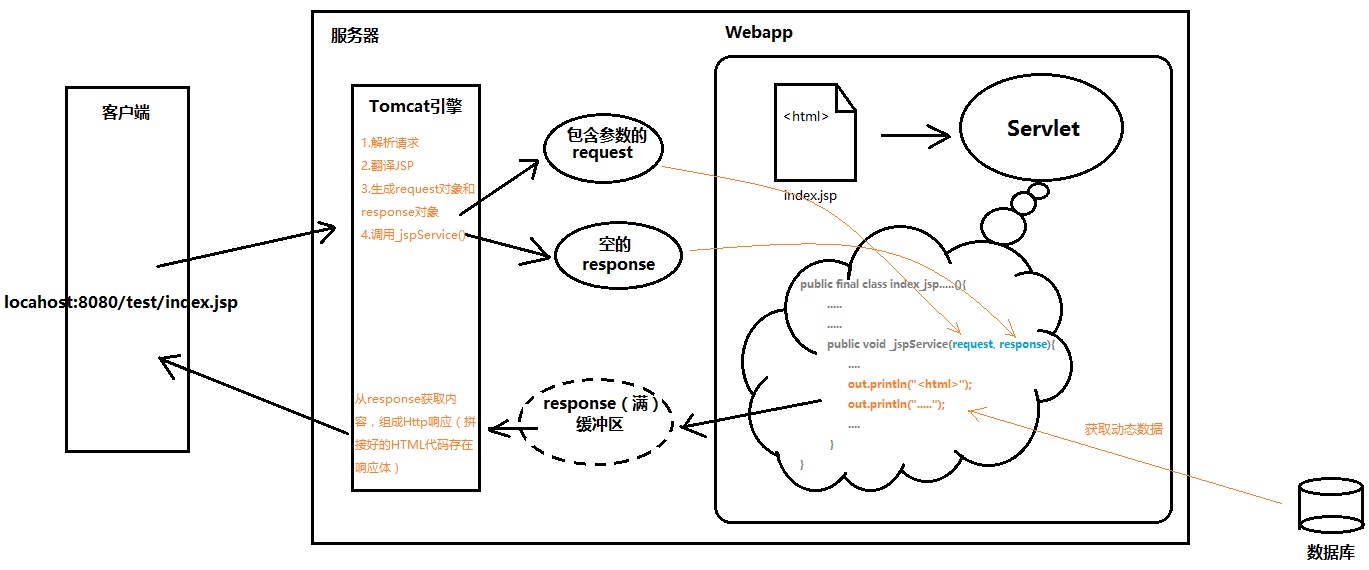 服务器
Webapp
客户端
locahost:8080/test/index.jsp
Tomcat引擎
1.解析请求
2.翻译JSP
3.生成request对象和
response对象
4.调用_jspService()
从response获取内
容，组成Http响应（拼
接好的HTML代码存在
响应体）
包含参数的
request
空的
response
response（满）
缓冲区
<html>
index.jsp
Servlet
public final class index_jsp.....(){
.....
.....
public void _jspService(request, response){
....
out.println("<html>");
out.println(".....");
....
}
}
获取动态数据
数据库